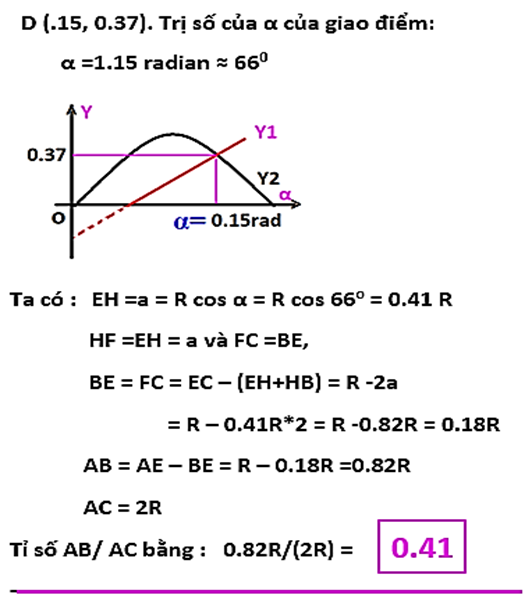 D (.15, 0.37). Trị số của α của giao điểm:
α =1.15 radian ≈ 66⁰
Y
Y1
0.37
Y2
α
O
α= 0.15rad
Ta có : EH =a = R cos α = R cos 66⁰ = 0.41 R
HF =EH = a và FC =BE,
BE = FC = EC – (EH+HB) = R -2a
= R – 0.41R*2 = R -0.82R = 0.18R
AB = AE – BE = R – 0.18R =0.82R
AC = 2R
Tỉ số AB/ AC bằng : 0.82R/(2R) = 0.41